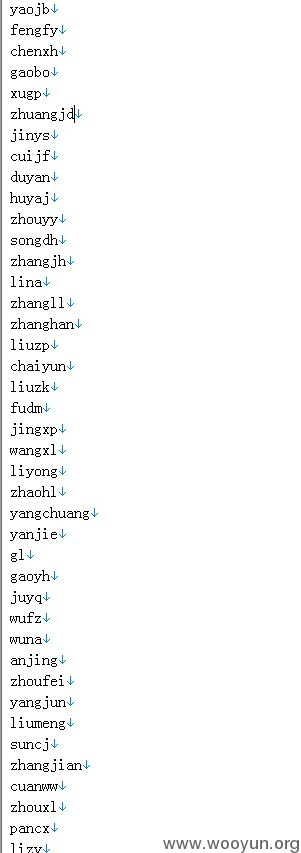 yaojb↓
fengfy↓
chenxh↓
gaobo↓
xugp↓
zhuangjd↓
jinys↓
cuijf↓
duyan↓
huyaj↓
zhouyy↓
songdh↓
zhangjh↓
lina↓
zhangll↓
zhanghan↓
liuzp↓
chaiyun↓
liuzk↓
fudm↓
jingxp↓
wangxl↓
liyong↓
zhaohl↓
yangchuang↓
yanjie↓
gl↓
gaoyh↓
juyq↓
wufz↓
wuna↓
anjing↓
zhoufei↓
yangjun↓
liumeng↓
suncj↓
zhangjian↓
cuanww↓
zhouxl↓
pancx↓
www.wooyun.org